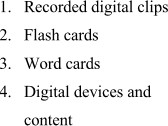 1. Recorded digital clips
2. Flash cards
3. Word cards
4. Digital devices and
content